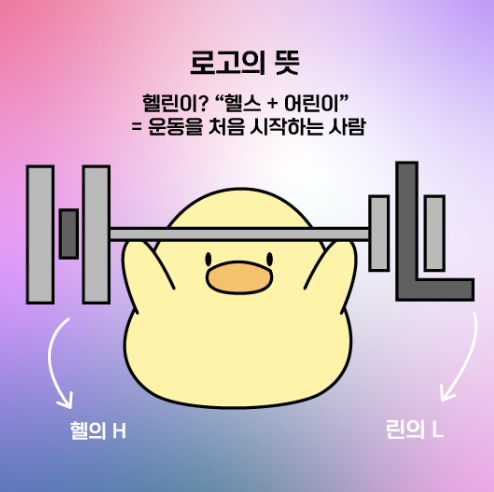 로고의 뜻
헬린이? “헬스 + 어린이”
= 운동을 처음 시작하는 사람
H L
헬의 H
린의 L